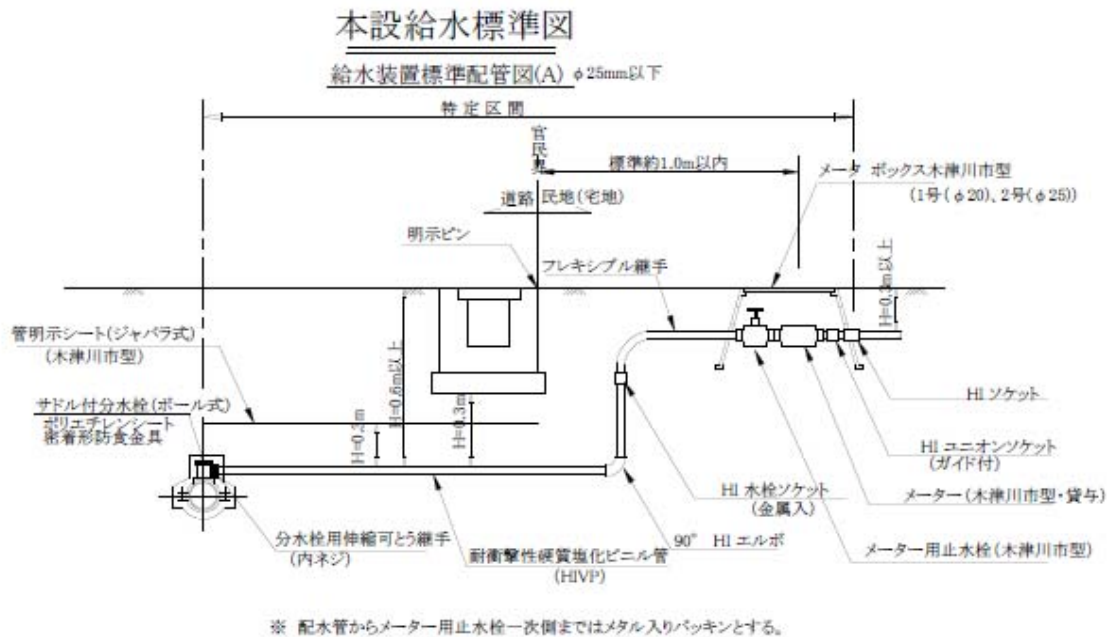 本設給水標準図
給水装置標準配管図(A) φ25mm以下
特定区間
官民界
標準約1.0m以内
メータ ボックス木津川市型
(1号(φ20)、2号(φ25))
道路 民地(宅地)
明示ピン
フレキシブル継手
H=0.3m以上
管明示シート(ジャバラ式)
(木津川市型)
H=0.6m以上
H=0.3m
サドル付分水栓(ボール式)
ポリエチレンシート
密着形防食金具
HI ソケット
HI ユニオンソケット
(ガイド付)
HI 水栓ソケット
(金属入)
メーター(木津川市型・貸与)
分水栓用伸縮可とう継手
(内ネジ)
耐衝撃性硬質塩化ビニル管
(HIVP)
90° HI エルボ
メーター用止水栓(木津川市型)
※ 配水管からメーター用止水栓一次側まではメタル入りパッキンとする。